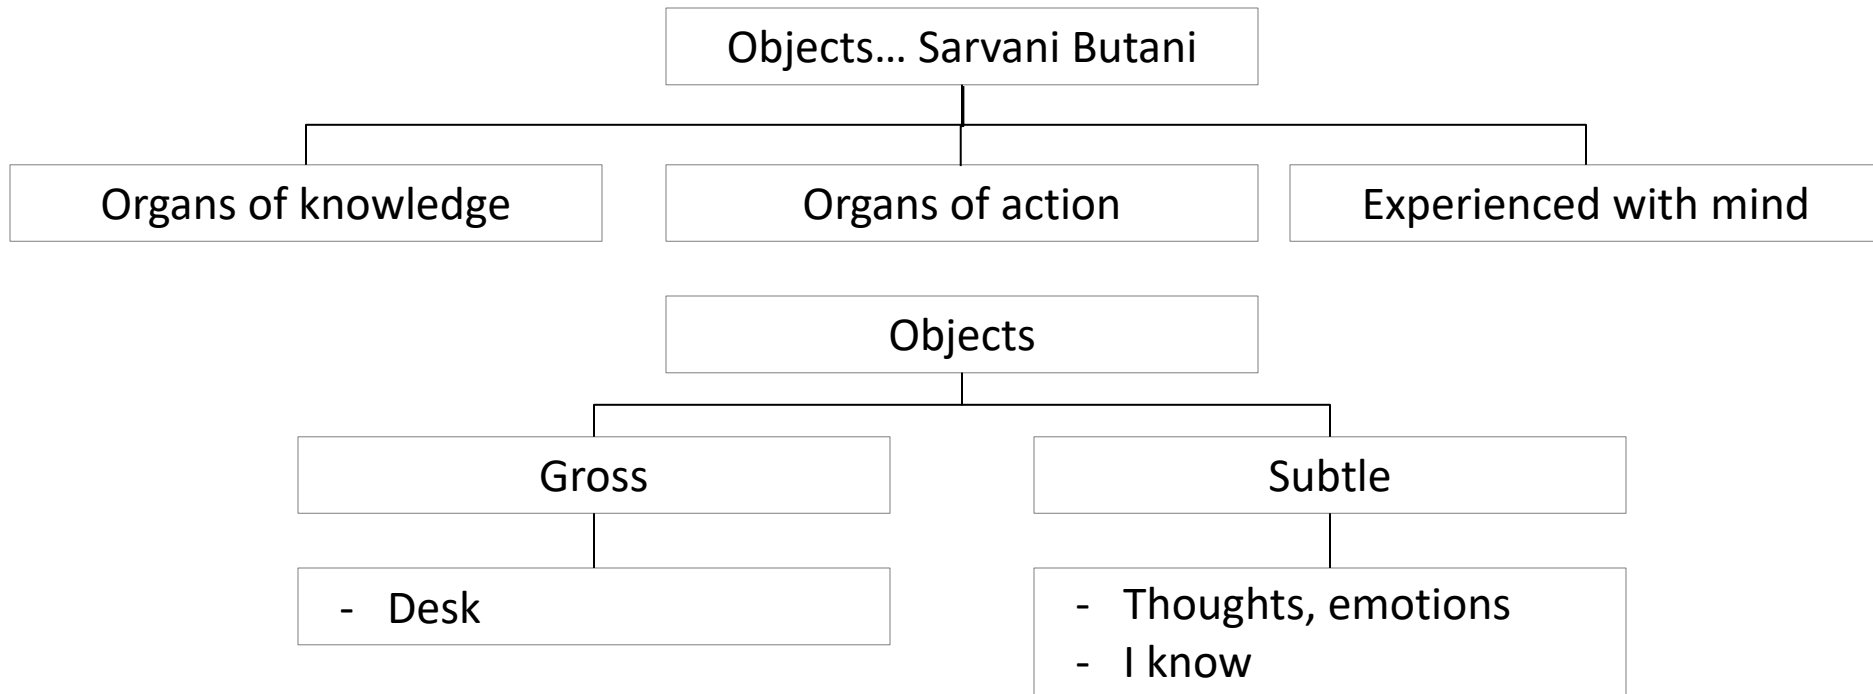 Objects... Sarvani Butani
Organs of knowledge
Organs of action
Experienced with mind
Objects
Gross
Subtle
- Desk
- Thoughts, emotions
- I know